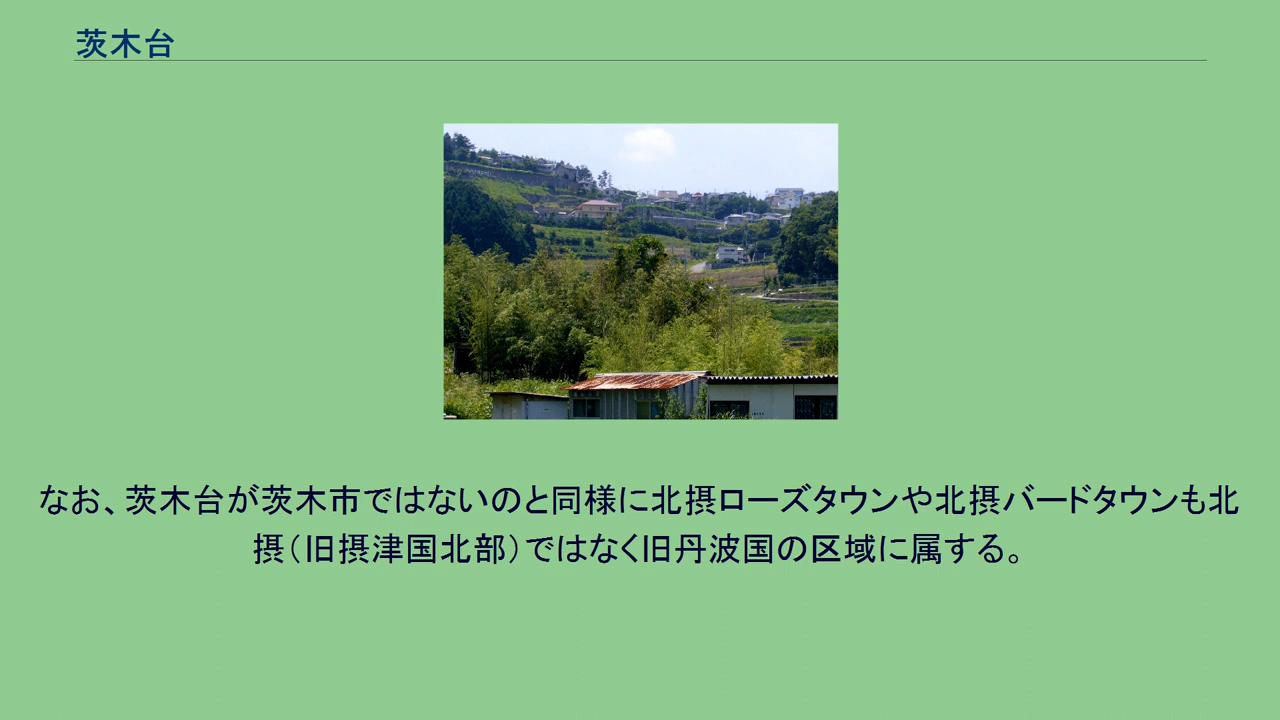 茨木台
なお、茨木台が茨木市ではないのと同様に北摂ローズタウンや北摂バードタウンも北
摂（旧摂津国北部）ではなく旧丹波国の区域に属する。